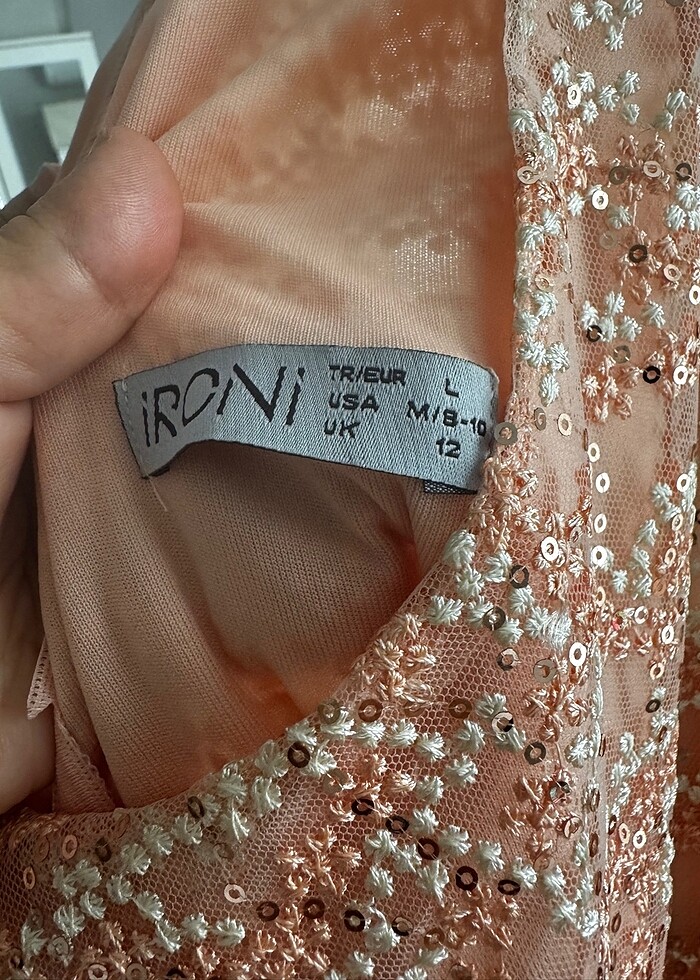 iRONi
TR/EUR L
USA M/8-10
UK 12